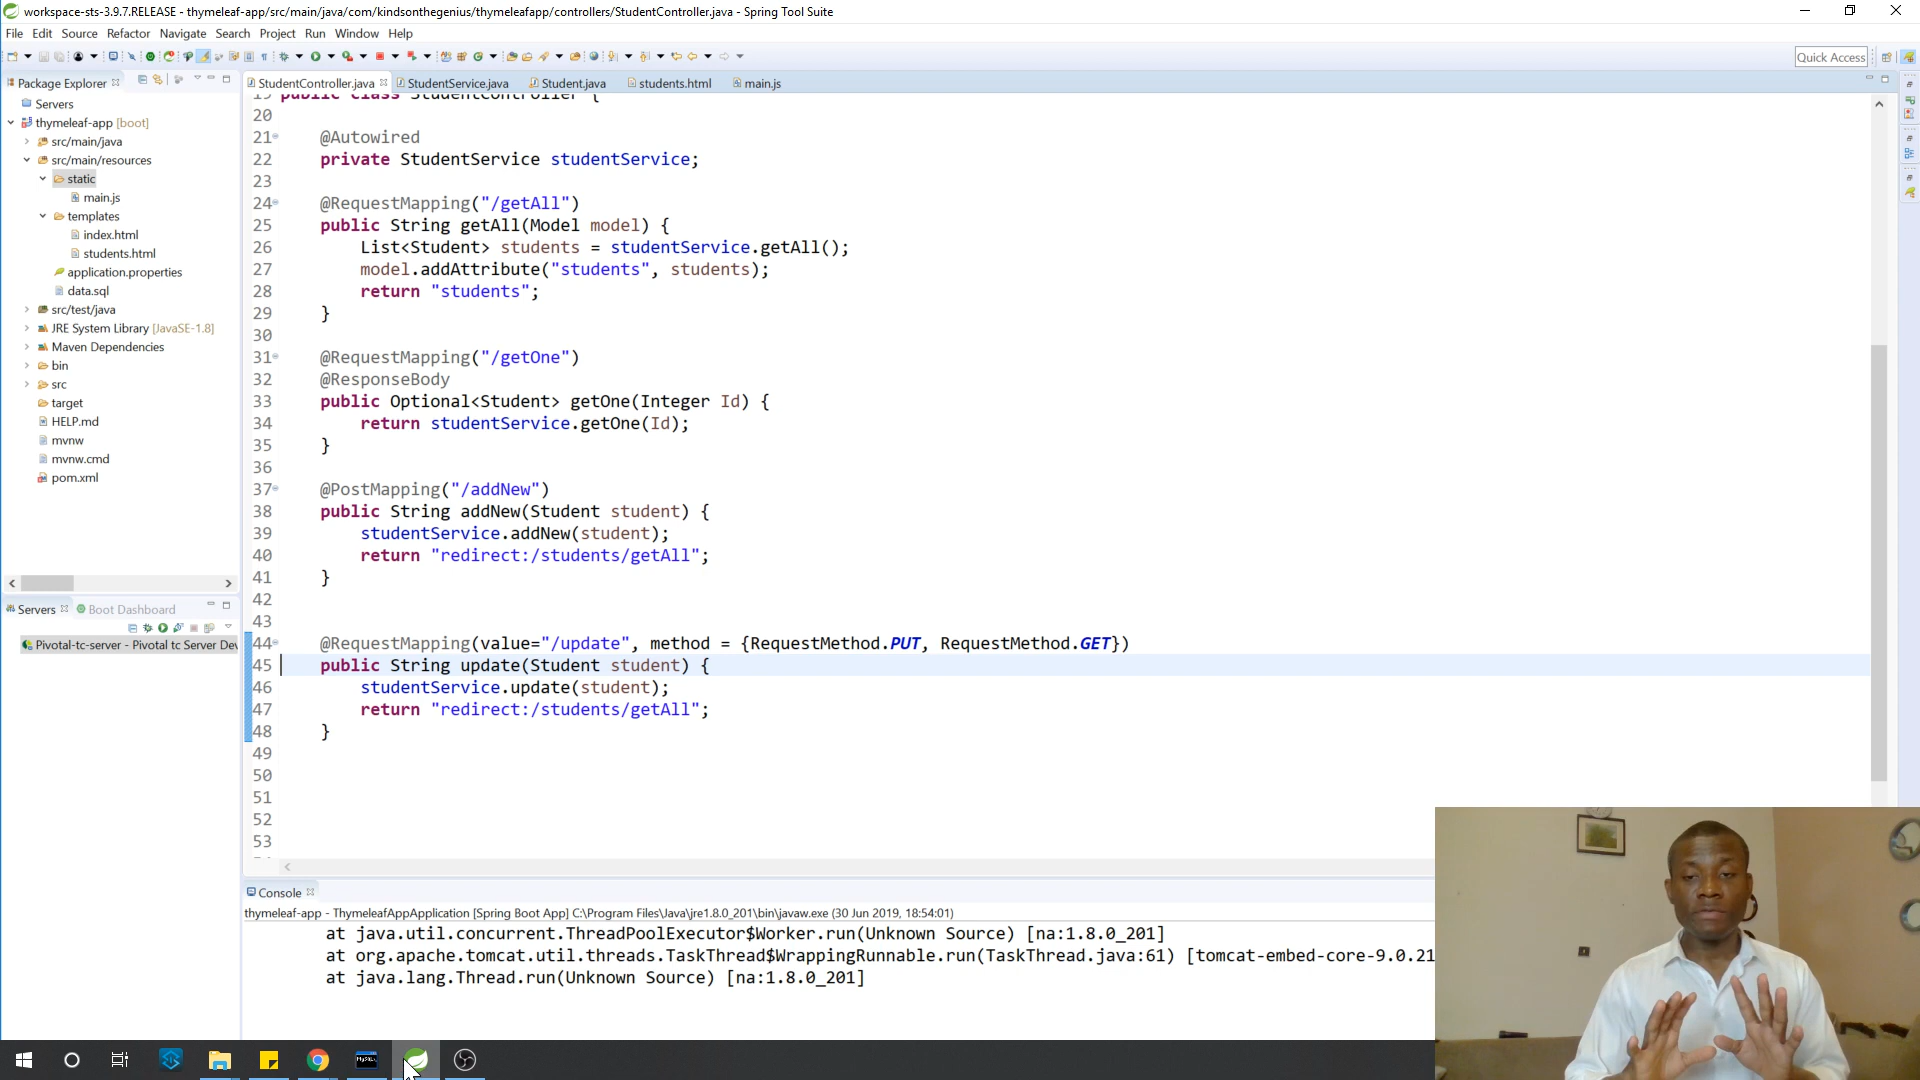 workspace-sts-3.9.7.RELEASE - thymeleaf-app/src/main/java/com/kindsonthegenius/thymeleafapp/controllers/StudentController.java - Spring Tool Suite
File Edit Source Refactor Navigate Search Project Run Window Help
Quick Access
Package Explorer
Servers
thymeleaf-app [boot]
src/main/java
src/main/resources
static
main.js
templates
index.html
students.html
application.properties
data.sql
src/test/java
JRE System Library [JavaSE-1.8]
Maven Dependencies
bin
src
target
HELP.md
mvnw
mvnw.cmd
pom.xml
Servers Boot Dashboard
Pivotal-tc-server - Pivotal tc Server Dev
StudentController.java StudentService.java Student.java students.html main.js
19 public class StudentController {
20
21 @Autowired
22 private StudentService studentService;
23
24 @RequestMapping("/getAll")
25 public String getAll(Model model) {
26 List<Student> students = studentService.getAll();
27 model.addAttribute("students", students);
28 return "students";
29 }
30
31 @RequestMapping("/getOne")
32 @ResponseBody
33 public Optional<Student> getOne(Integer Id) {
34 return studentService.getOne(Id);
35 }
36
37 @PostMapping("/addNew")
38 public String addNew(Student student) {
39 studentService.addNew(student);
40 return "redirect:/students/getAll";
41 }
42
43
44 @RequestMapping(value="/update", method = {RequestMethod.PUT, RequestMethod.GET})
45 public String update(Student student) {
46 studentService.update(student);
47 return "redirect:/students/getAll";
48 }
49
50
51
52
53
Console
thymeleaf-app - ThymeleafAppApplication [Spring Boot App] C:\Program Files\Java\jre1.8.0_201\bin\javaw.exe (30 Jun 2019, 18:54:01)
at java.util.concurrent.ThreadPoolExecutor$Worker.run(Unknown Source) [na:1.8.0_201]
at org.apache.tomcat.util.threads.TaskThread$WrappingRunnable.run(TaskThread.java:61) [tomcat-embed-core-9.0.21
at java.lang.Thread.run(Unknown Source) [na:1.8.0_201]
MySQL